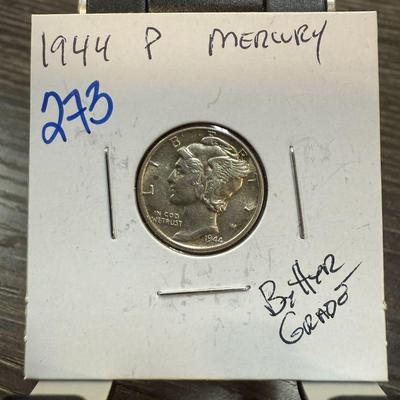 1944 P MERCURY
273
LIBERTY
IN GOD
WE TRUST
1944
Better
Grade